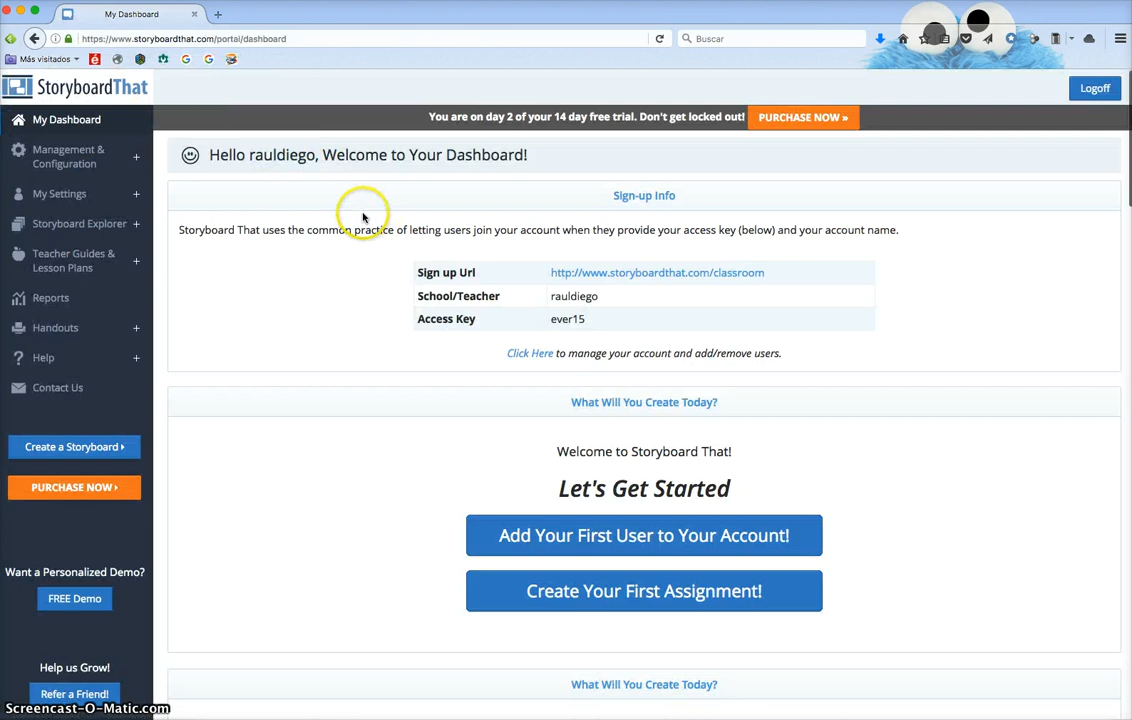 My Dashboard
https://www.storyboardthat.com/portal/dashboard
Buscar
Más visitados
StoryboardThat
Logoff
My Dashboard
You are on day 2 of your 14 day free trial. Don't get locked out!
PURCHASE NOW »
Management &
Configuration
Hello rauldiego, Welcome to Your Dashboard!
My Settings
Sign-up Info
Storyboard Explorer
Storyboard That uses the common practice of letting users join your account when they provide your access key (below) and your account name.
Teacher Guides &
Lesson Plans
Sign up Url http://www.storyboardthat.com/classroom
School/Teacher rauldiego
Access Key ever15
Reports
Handouts
Help
Click Here to manage your account and add/remove users.
Contact Us
What Will You Create Today?
Create a Storyboard
Welcome to Storyboard That!
PURCHASE NOW
Let's Get Started
Add Your First User to Your Account!
Want a Personalized Demo?
FREE Demo
Create Your First Assignment!
Help us Grow!
Refer a Friend!
What Will You Create Today?
Screencast-O-Matic.com